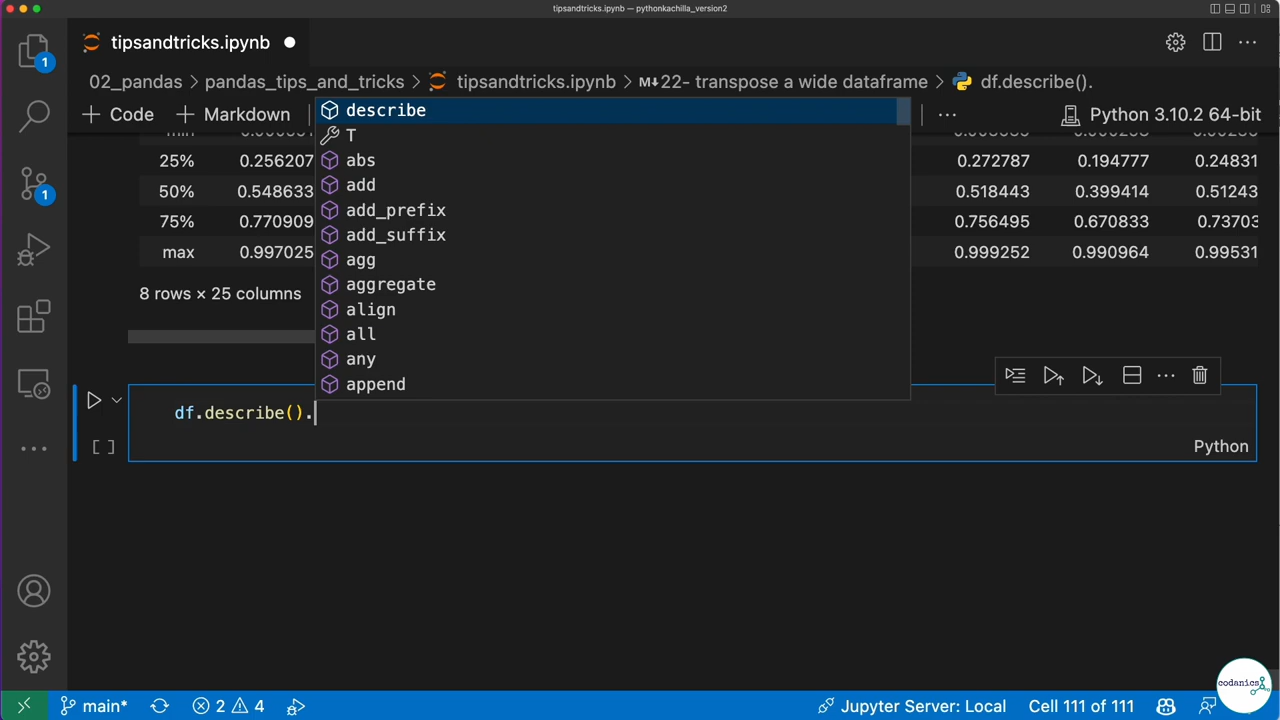 tipsandtricks.ipynb — pythonkachilla_version2
tipsandtricks.ipynb
02_pandas > pandas_tips_and_tricks > tipsandtricks.ipynb > M↓22- transpose a wide dataframe > df.describe().
+ Code + Markdown ··· Python 3.10.2 64-bit
25% 0.256207 0.272787 0.194777 0.24831
50% 0.548633 0.518443 0.399414 0.51243
75% 0.770909 0.756495 0.670833 0.73703
max 0.997025 0.999252 0.990964 0.99531
8 rows × 25 columns
describe
T
abs
add
add_prefix
add_suffix
agg
aggregate
align
all
any
append
df.describe().
[ ]
Python
1
1
main* 2 4 Jupyter Server: Local Cell 111 of 111
codanics